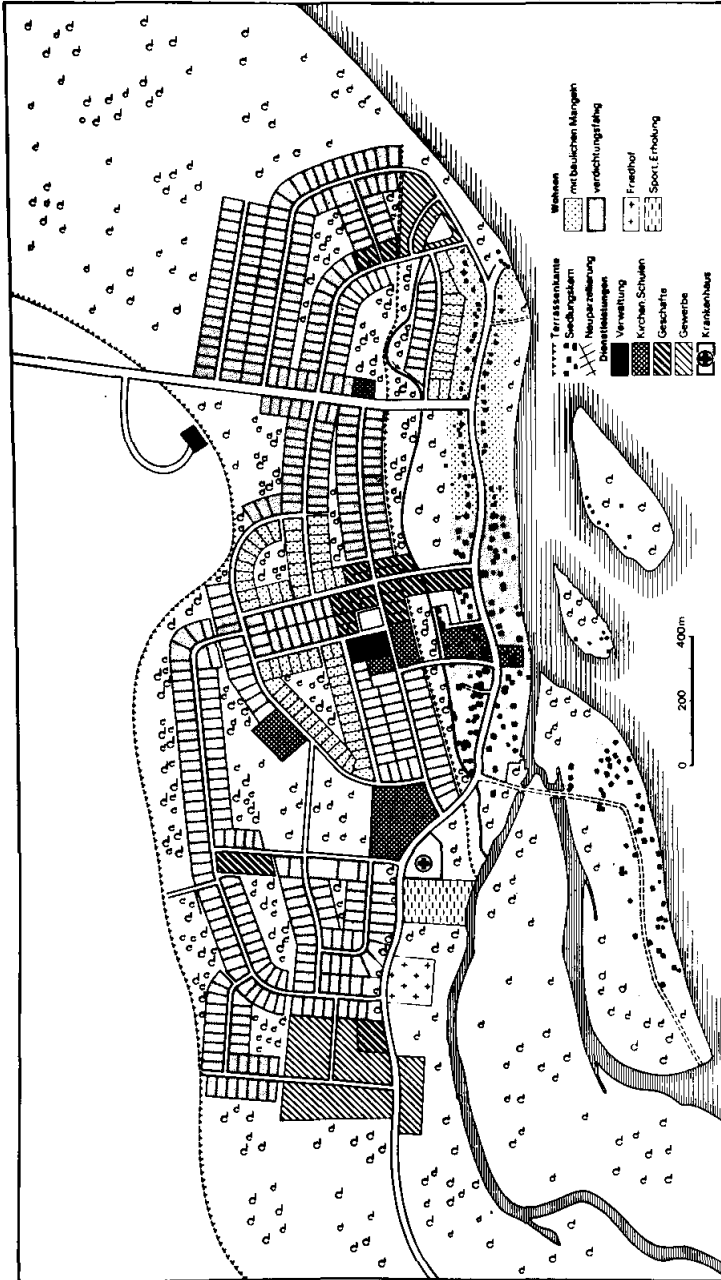 Terrassenkante
Siedlungskern
Neuparzellierung
Dienstleistungen
Verwaltung
Kirchen Schulen
Geschäfte
Gewerbe
Krankenhaus
Wohnen
mit baulichen Mangeln
verdichtungsfähig
Friedhof
Sport, Erholung
0 200 400m